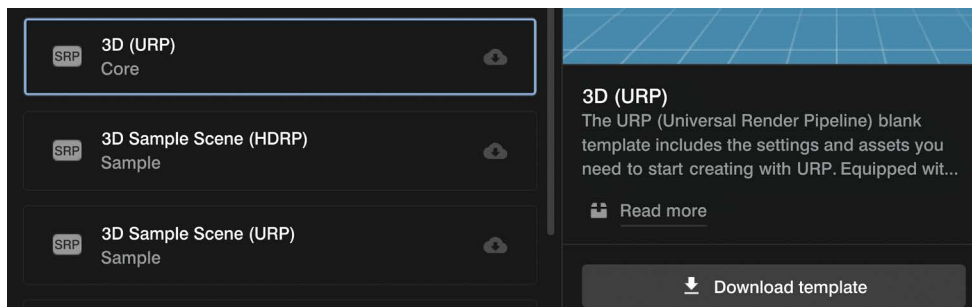 SRP
3D (URP)
Core
SRP
3D Sample Scene (HDRP)
Sample
SRP
3D Sample Scene (URP)
Sample
3D (URP)
The URP (Universal Render Pipeline) blank
template includes the settings and assets you
need to start creating with URP. Equipped wit...
Read more
Download template